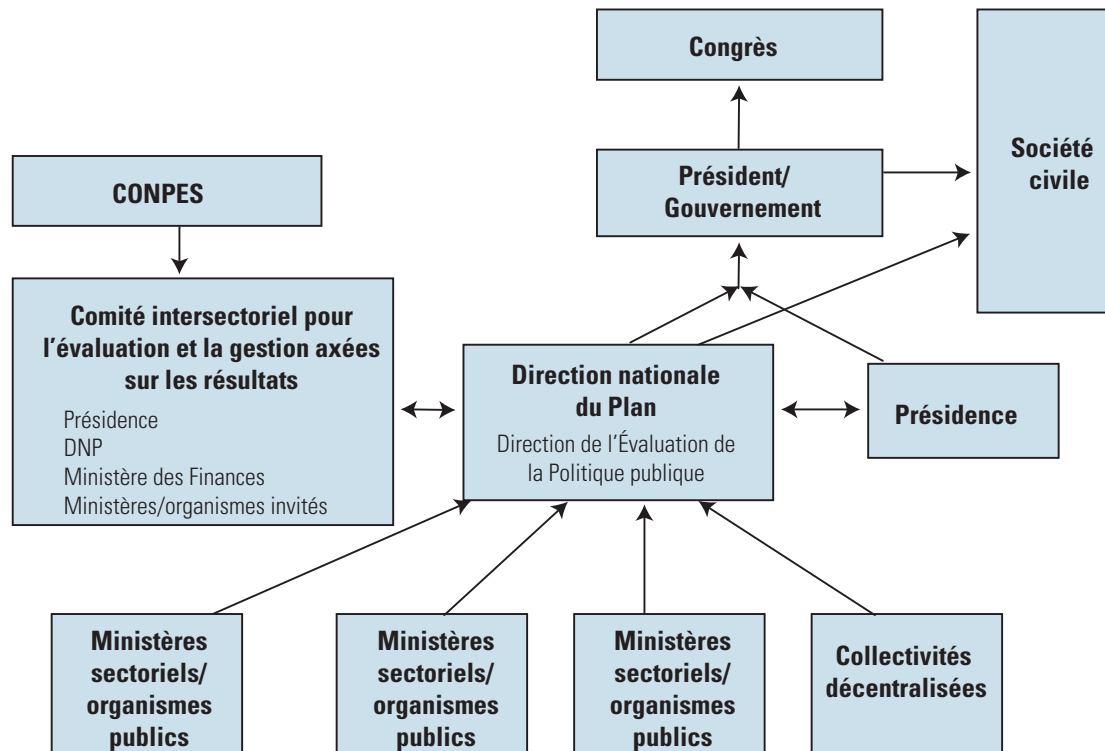 Congrès
Société
civile
Président/
Gouvernement
CONPES
Comité intersectoriel pour
l'évaluation et la gestion axées
sur les résultats
Présidence
DNP
Ministère des Finances
Ministères/organismes invités
Direction nationale
du Plan
Direction de l'Évaluation de
la Politique publique
Présidence
Ministères
sectoriels/
organismes
publics
Ministères
sectoriels/
organismes
publics
Ministères
sectoriels/
organismes
publics
Collectivités
décentralisées